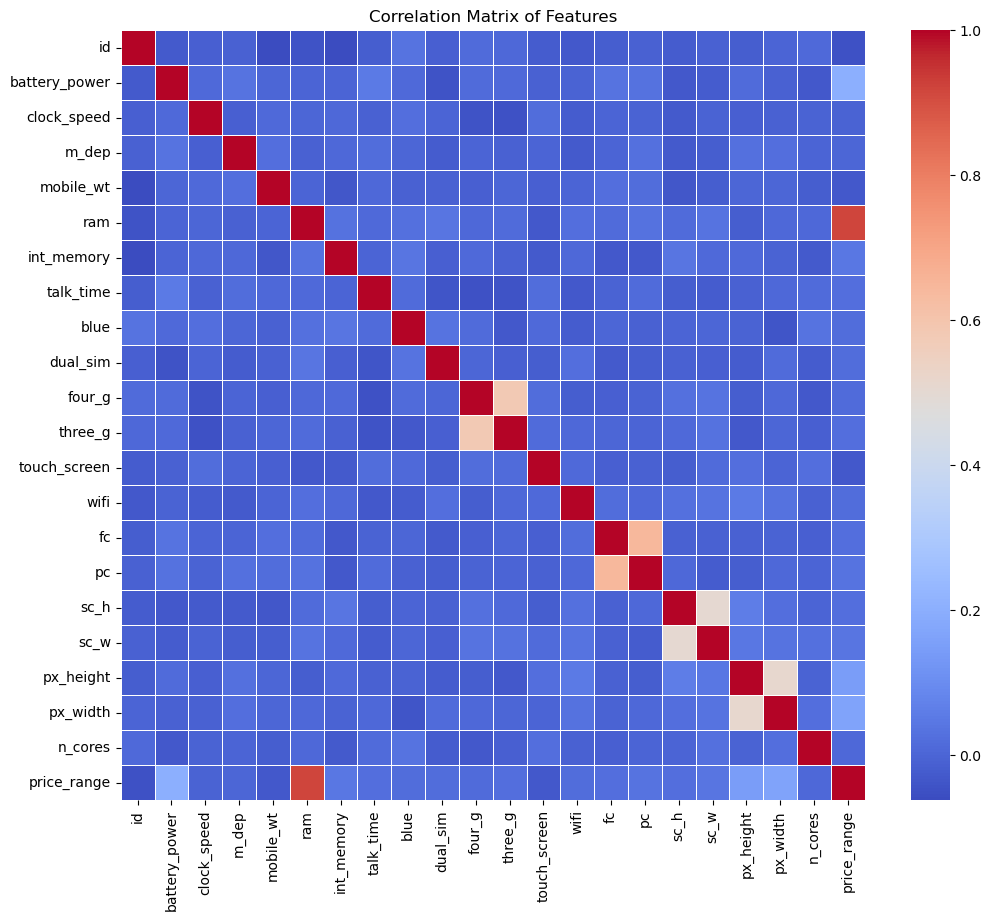 Correlation Matrix of Features
id
battery_power
clock_speed
m_dep
mobile_wt
ram
int_memory
talk_time
blue
dual_sim
four_g
three_g
touch_screen
wifi
fc
pc
sc_h
sc_w
px_height
px_width
n_cores
price_range
id
battery_power
clock_speed
m_dep
mobile_wt
ram
int_memory
talk_time
blue
dual_sim
four_g
three_g
touch_screen
wifi
fc
pc
sc_h
sc_w
px_height
px_width
n_cores
price_range
1.0
0.8
0.6
0.4
0.2
0.0